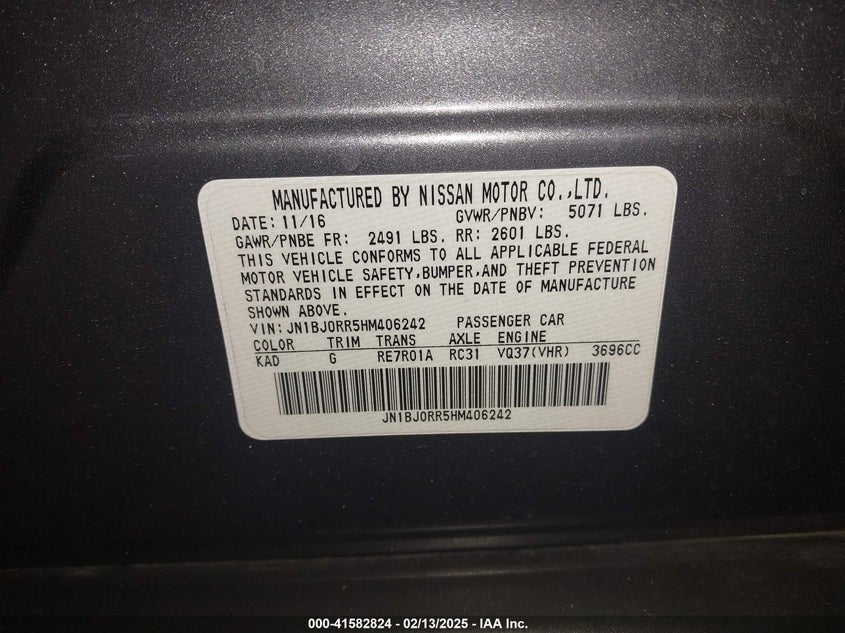 MANUFACTURED BY NISSAN MOTOR CO.,LTD.
DATE: 11/16 GVWR/PNBV: 5071 LBS.
GAWR/PNBE FR: 2491 LBS. RR: 2601 LBS.
THIS VEHICLE CONFORMS TO ALL APPLICABLE FEDERAL
MOTOR VEHICLE SAFETY,BUMPER,AND THEFT PREVENTION
STANDARDS IN EFFECT ON THE DATE OF MANUFACTURE
SHOWN ABOVE.
VIN: JN1BJ0RR5HM406242 PASSENGER CAR
COLOR TRIM TRANS AXLE ENGINE
KAD G RE7R01A RC31 VQ37(VHR) 3696CC
JN1BJ0RR5HM406242
000-41582824 - 02/13/2025 - IAA Inc.